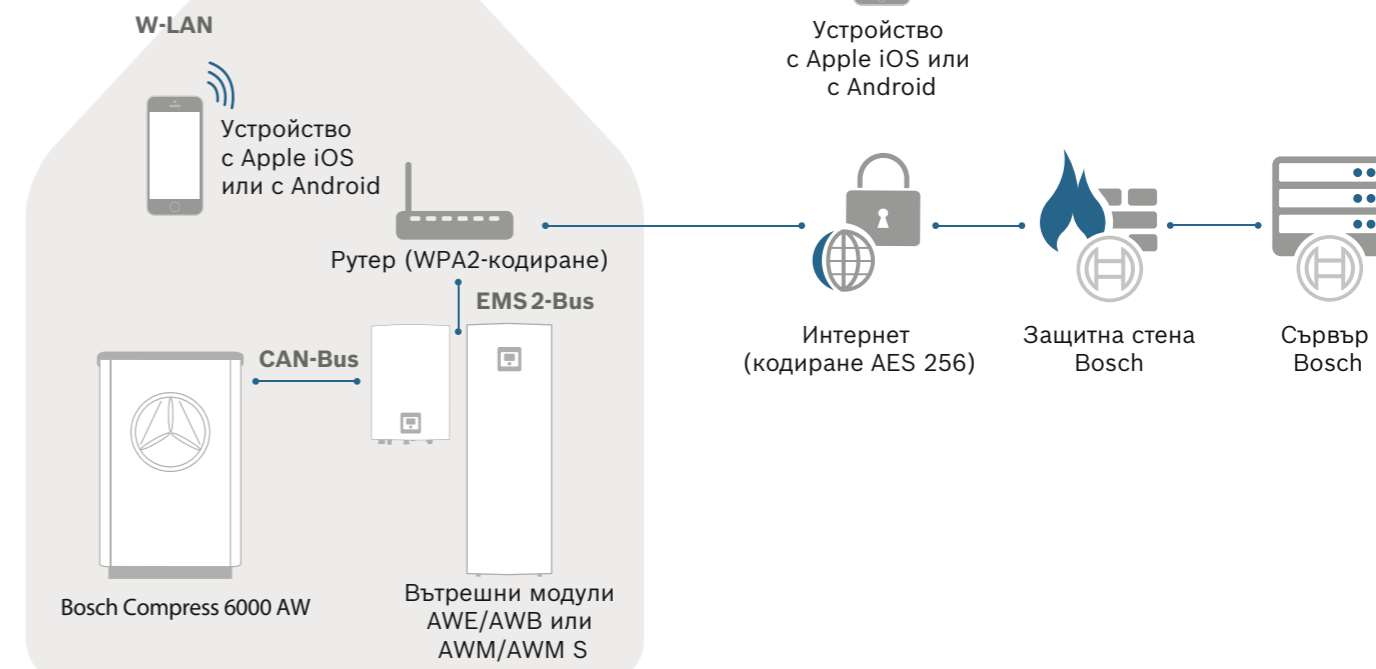 W-LAN
Устройство
с Apple iOS
или с Android
Рутер (WPA2-кодиране)
EMS 2-Bus
CAN-Bus
Bosch Compress 6000 AW
Вътрешни модули
AWE/AWB или
AWM/AWM S
Устройство
с Apple iOS или
с Android
Интернет
(кодиране AES 256)
Защитна стена
Bosch
Сървър
Bosch